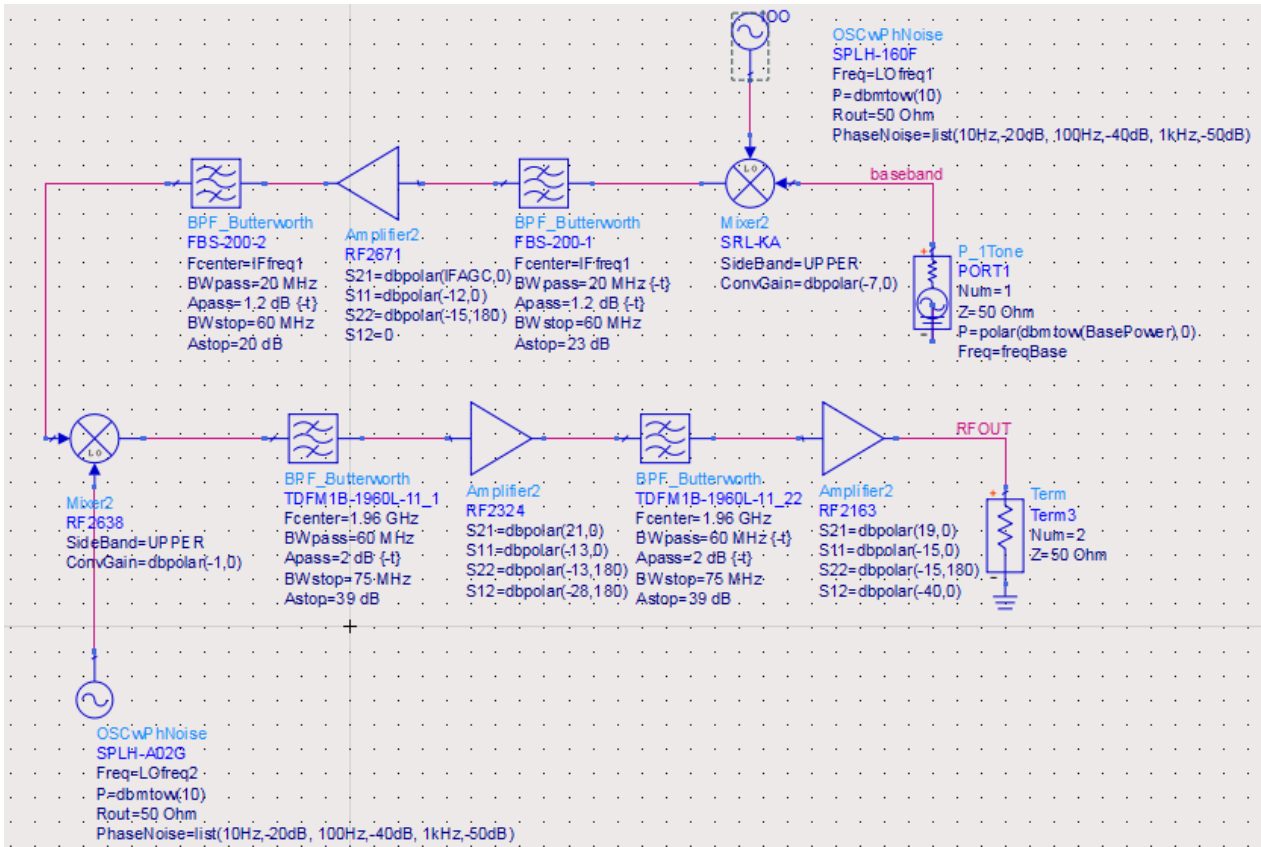 100
OSCwPhNoise
SPLH-160F
Freq=LOfreq1
P=dbmtow(10)
Rout=50 Ohm
PhaseNoise=list(10Hz,-20dB, 100Hz,-40dB, 1kHz,-50dB)
LO
baseband
BPF_Butterworth
FBS-200-2
Fcenter=IFfreq1
BWpass=20 MHz
Apass=1.2 dB {-t}
BWstop=60 MHz
Astop=20 dB
Amplifier2
RF2671
S21=dbpolar(IFAGC,0)
S11=dbpolar(-12,0)
S22=dbpolar(-15,180)
S12=0
BPF_Butterworth
FBS-200-1
Fcenter=IFfreq1
BWpass=20 MHz {-t}
Apass=1.2 dB {-t}
BWstop=60 MHz
Astop=23 dB
Mixer2
SRL-KA
SideBand=UPPER
ConvGain=dbpolar(-7,0)
P_1Tone
PORT1
Num=1
Z=50 Ohm
P=polar(dbmtow(BasePower),0)
Freq=freqBase
LO
Mixer2
RF2638
SideBand=UPPER
ConvGain=dbpolar(-1,0)
BPF_Butterworth
TDFM1B-1960L-11_1
Fcenter=1.96 GHz
BWpass=60 MHz
Apass=2 dB {-t}
BWstop=75 MHz
Astop=39 dB
Amplifier2
RF2324
S21=dbpolar(21,0)
S11=dbpolar(-13,0)
S22=dbpolar(-13,180)
S12=dbpolar(-28,180)
BPF_Butterworth
TDFM1B-1960L-11_22
Fcenter=1.96 GHz
BWpass=60 MHz {-t}
Apass=2 dB {-t}
BWstop=75 MHz
Astop=39 dB
Amplifier2
RF2163
S21=dbpolar(19,0)
S11=dbpolar(-15,0)
S22=dbpolar(-15,180)
S12=dbpolar(-40,0)
RFOUT
Term
Term3
Num=2
Z=50 Ohm
OSCwPhNoise
SPLH-A02G
Freq=LOfreq2
P=dbmtow(10)
Rout=50 Ohm
PhaseNoise=list(10Hz,-20dB, 100Hz,-40dB, 1kHz,-50dB)